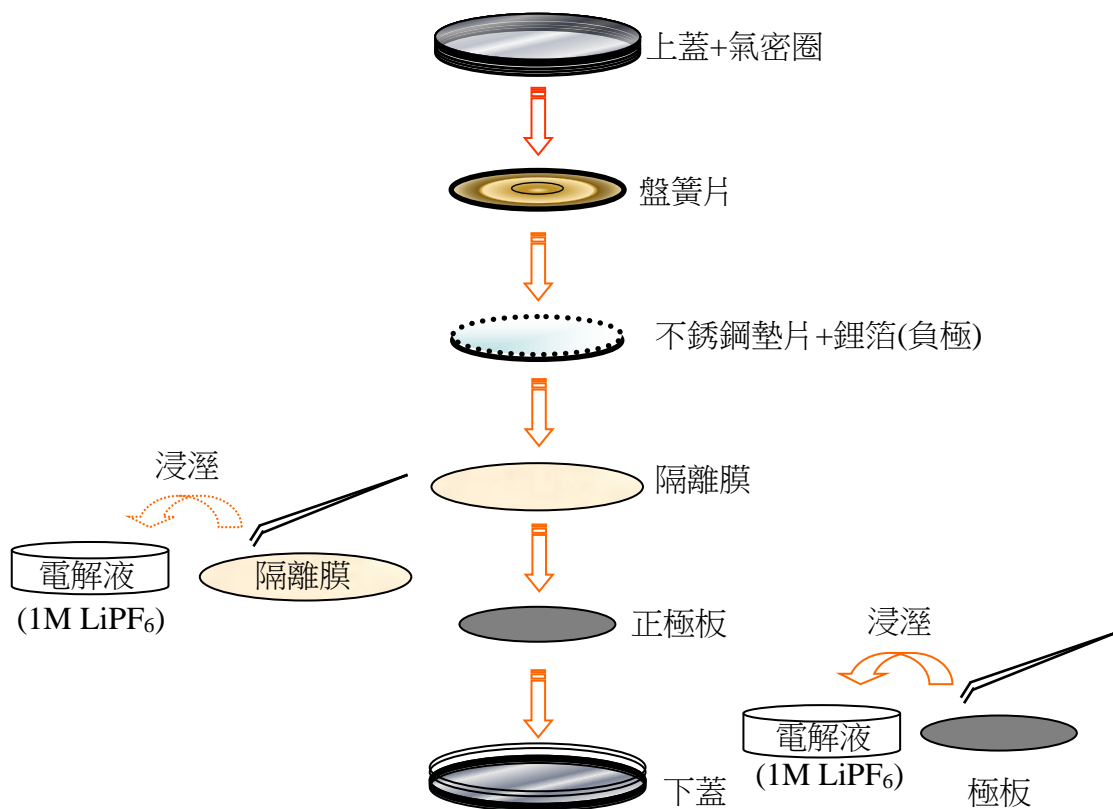 上蓋+氣密圈
盤簧片
不銹鋼墊片+鋰箔(負極)
浸溼
隔離膜
電解液
隔離膜
(1M LiPF₆)
正極板
浸溼
電解液
(1M LiPF₆)
極板
下蓋